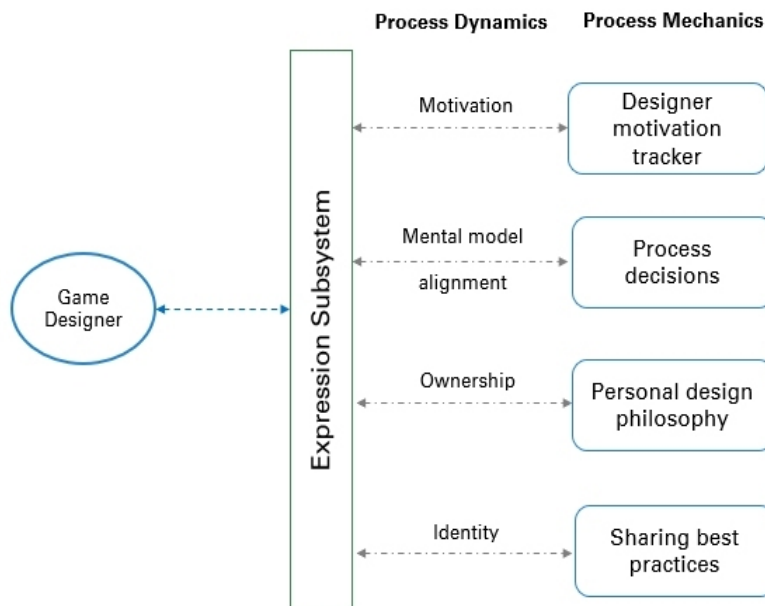 Process Dynamics
Process Mechanics
Motivation
Designer
motivation
tracker
Mental model
alignment
Process
decisions
Game
Designer
Expression Subsystem
Ownership
Personal design
philosophy
Identity
Sharing best
practices